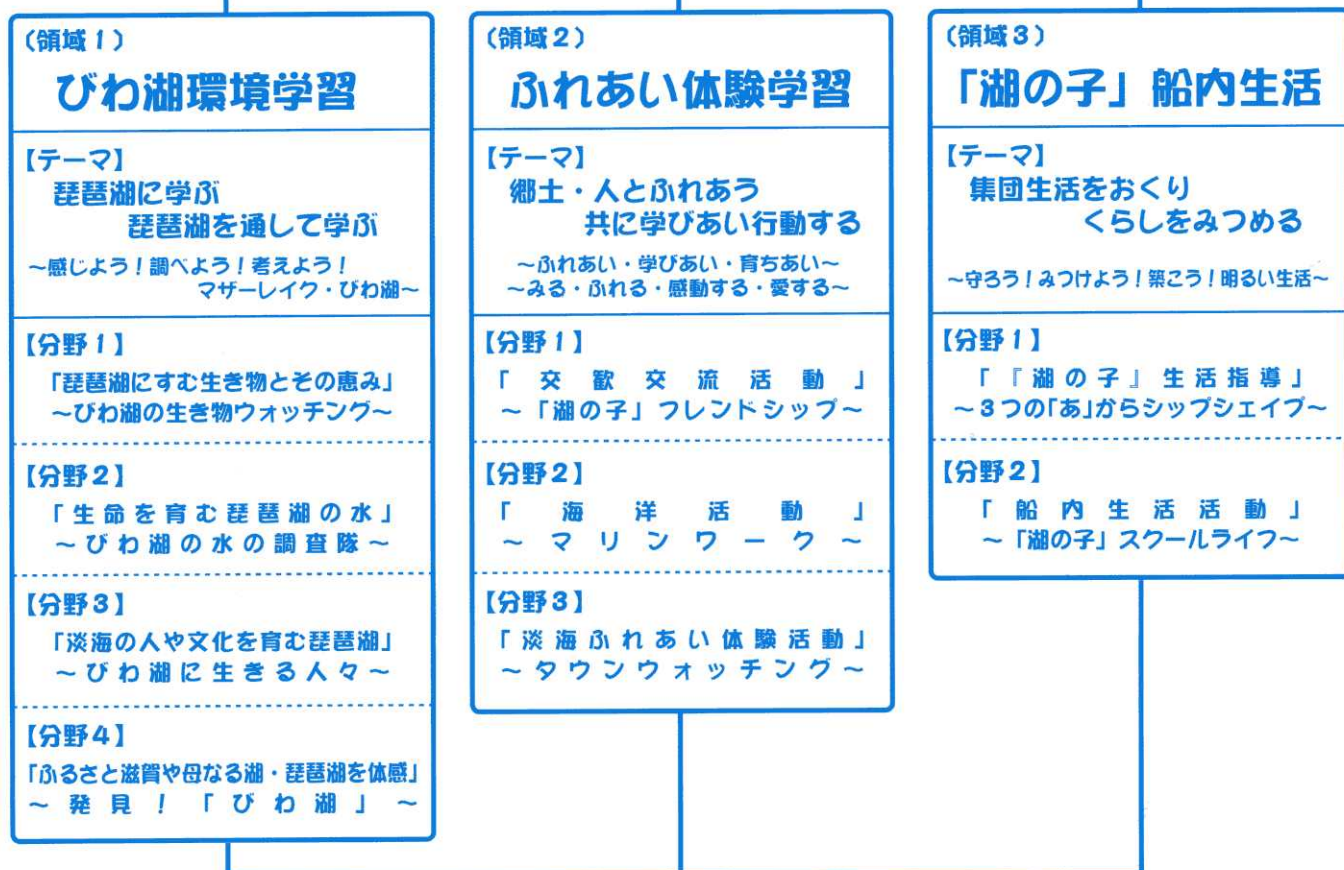 (領域1)
びわ湖環境学習
【テーマ】
琵琶湖に学ぶ
琵琶湖を通して学ぶ
～感じよう!調べよう!考えよう!
マザーレイク・びわ湖～
【分野1】
「琵琶湖にすむ生き物とその恵み」
～びわ湖の生き物ウォッチング～
【分野2】
「生命を育む琵琶湖の水」
～びわ湖の水の調査隊～
【分野3】
「淡海の人や文化を育む琵琶湖」
～びわ湖に生きる人々～
【分野4】
「ふるさと滋賀や母なる湖・琵琶湖を体感」
～発見!「びわ湖」～
(領域2)
ふれあい体験学習
【テーマ】
郷土・人とふれあう
共に学びあい行動する
～ふれあい・学びあい・育ちあい～
～みる・ふれる・感動する・愛する～
【分野1】
「交歓交流活動」
～「湖の子」フレンドシップ～
【分野2】
「海洋活動」
～マリンワーク～
【分野3】
「淡海ふれあい体験活動」
～タウンウォッチング～
(領域3)
「湖の子」船内生活
【テーマ】
集団生活をおくり
くらしをみつめる
～守ろう!みつけよう!築こう!明るい生活～
【分野1】
「『湖の子』生活指導」
～3つの「あ」からシップシェイプ～
【分野2】
「船内生活活動」
～「湖の子」スクールライフ～